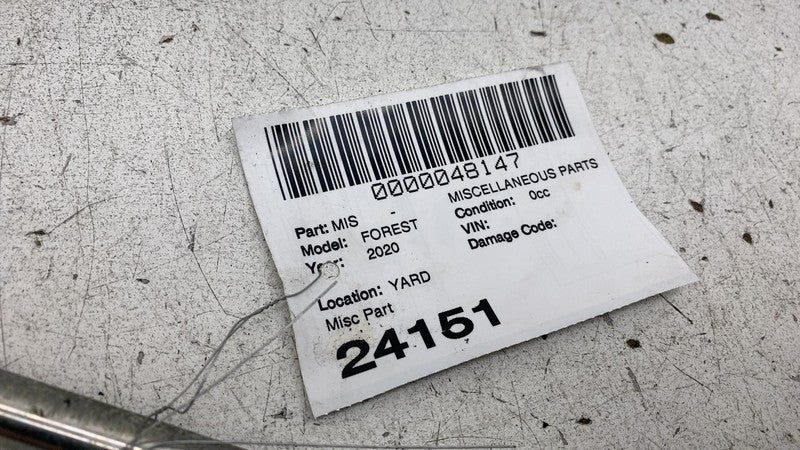 0000048147
Part: MIS - MISCELLANEOUS PARTS
Model: FOREST Condition: 0cc
Year: 2020 VIN:
Damage Code:
Location: YARD
Misc Part
24151